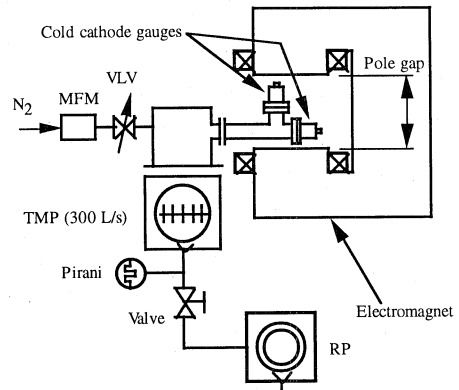 Cold cathode gauges
Pole gap
VLV
MFM
N2
TMP (300 L/s)
Pirani
Valve
Electromagnet
RP